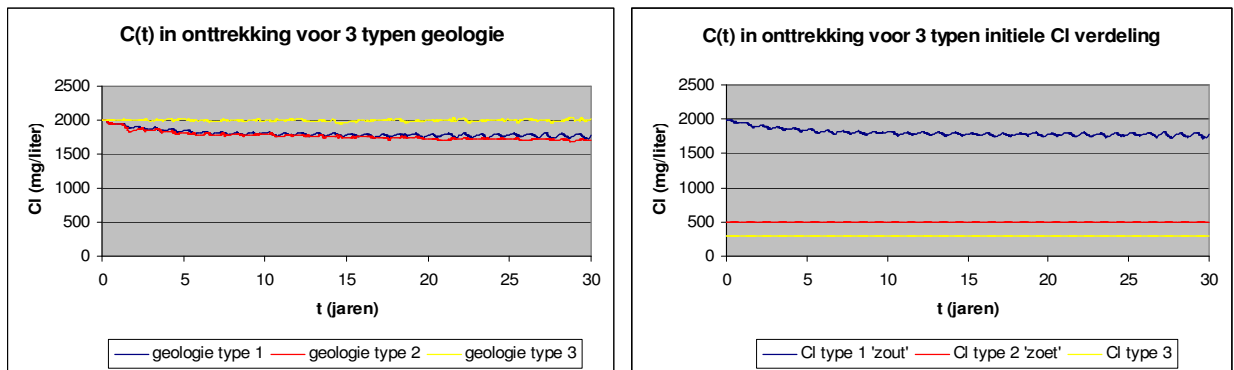 C(t) in onttrekking voor 3 typen geologie
2500
2000
1500
1000
500
0
Cl (mg/liter)
0 5 10 15 20 25 30
t (jaren)
geologie type 1 geologie type 2 geologie type 3
C(t) in onttrekking voor 3 typen initiele Cl verdeling
2500
2000
1500
1000
500
0
Cl (mg/liter)
0 5 10 15 20 25 30
t (jaren)
Cl type 1 'zout' Cl type 2 'zoet' Cl type 3